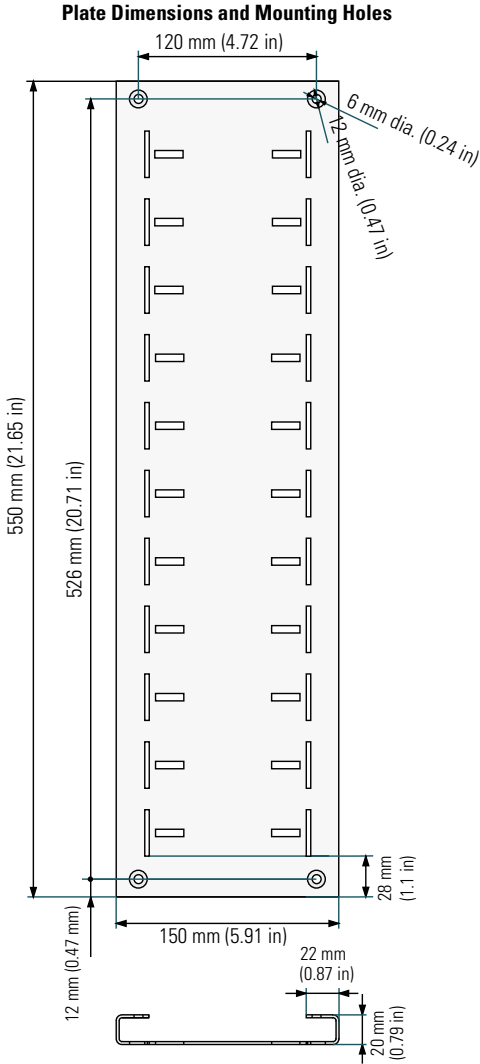 Plate Dimensions and Mounting Holes
120 mm (4.72 in)
6 mm dia. (0.24 in)
12 mm dia. (0.47 in)
550 mm (21.65 in)
526 mm (20.71 in)
28 mm
(1.1 in)
150 mm (5.91 in)
12 mm (0.47 mm)
22 mm
(0.87 in)
20 mm
(0.79 in)